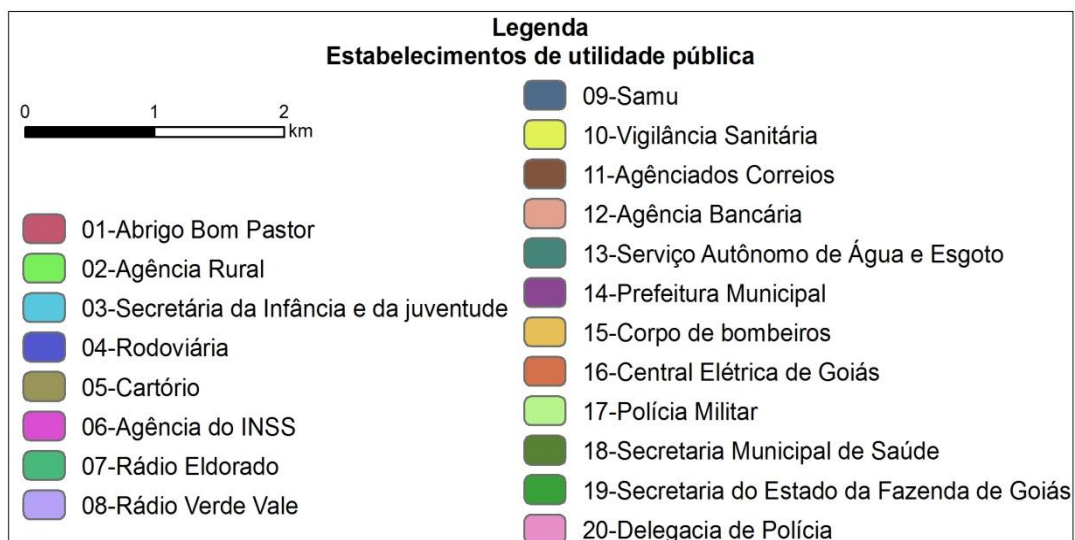 Legenda
Estabelecimentos de utilidade pública
0 1 2
km
01-Abrigo Bom Pastor
02-Agência Rural
03-Secretária da Infância e da juventude
04-Rodoviária
05-Cartório
06-Agência do INSS
07-Rádio Eldorado
08-Rádio Verde Vale
09-Samu
10-Vigilância Sanitária
11-Agênciados Correios
12-Agência Bancária
13-Serviço Autônomo de Água e Esgoto
14-Prefeitura Municipal
15-Corpo de bombeiros
16-Central Elétrica de Goiás
17-Polícia Militar
18-Secretaria Municipal de Saúde
19-Secretaria do Estado da Fazenda de Goiás
20-Delegacia de Polícia